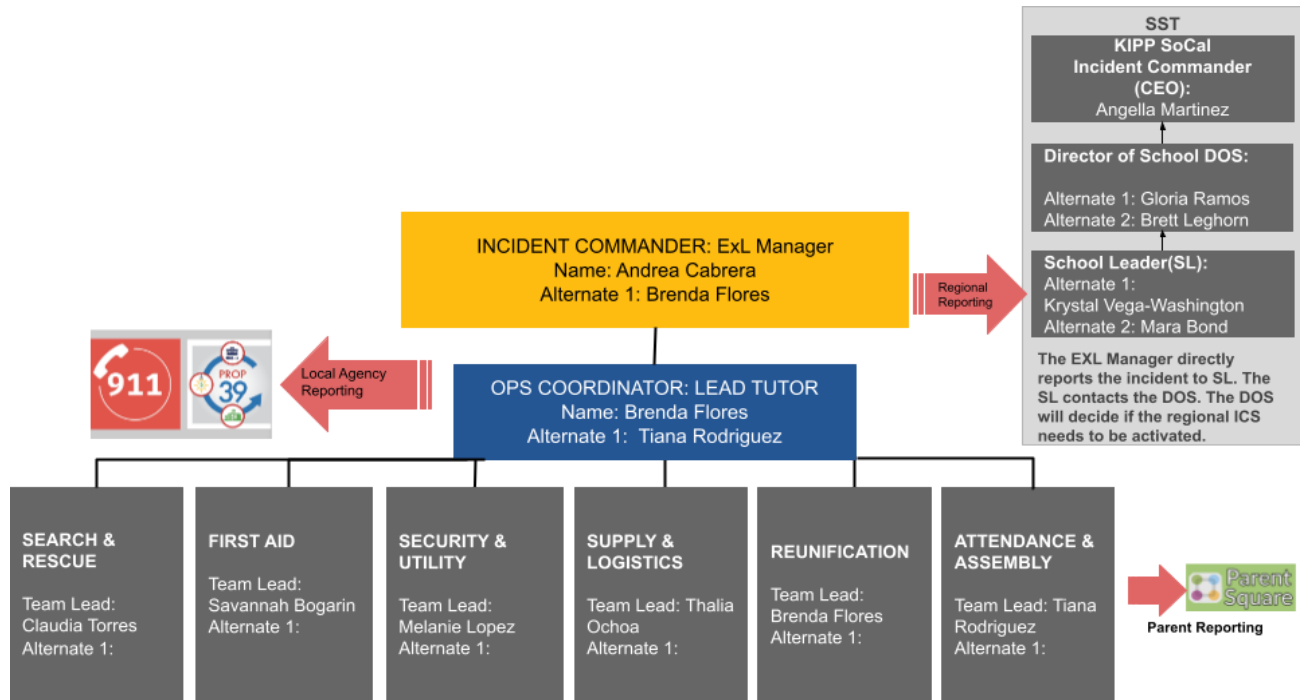 SST
KIPP SoCal
Incident Commander
(CEO):
Angella Martinez
Director of School DOS:
Alternate 1: Gloria Ramos
Alternate 2: Brett Leghorn
School Leader(SL):
Alternate 1:
Krystal Vega-Washington
Alternate 2: Mara Bond
The EXL Manager directly
reports the incident to SL. The
SL contacts the DOS. The DOS
will decide if the regional ICS
needs to be activated.
INCIDENT COMMANDER: ExL Manager
Name: Andrea Cabrera
Alternate 1: Brenda Flores
Regional
Reporting
911
PROP
39
Local Agency
Reporting
OPS COORDINATOR: LEAD TUTOR
Name: Brenda Flores
Alternate 1: Tiana Rodriguez
SEARCH &
RESCUE
Team Lead:
Claudia Torres
Alternate 1:
FIRST AID
Team Lead:
Savannah Bogarin
Alternate 1:
SECURITY &
UTILITY
Team Lead:
Melanie Lopez
Alternate 1:
SUPPLY &
LOGISTICS
Team Lead: Thalia
Ochoa
Alternate 1:
REUNIFICATION
Team Lead:
Brenda Flores
Alternate 1:
ATTENDANCE &
ASSEMBLY
Team Lead: Tiana
Rodriguez
Alternate 1:
Parent
Square
Parent Reporting